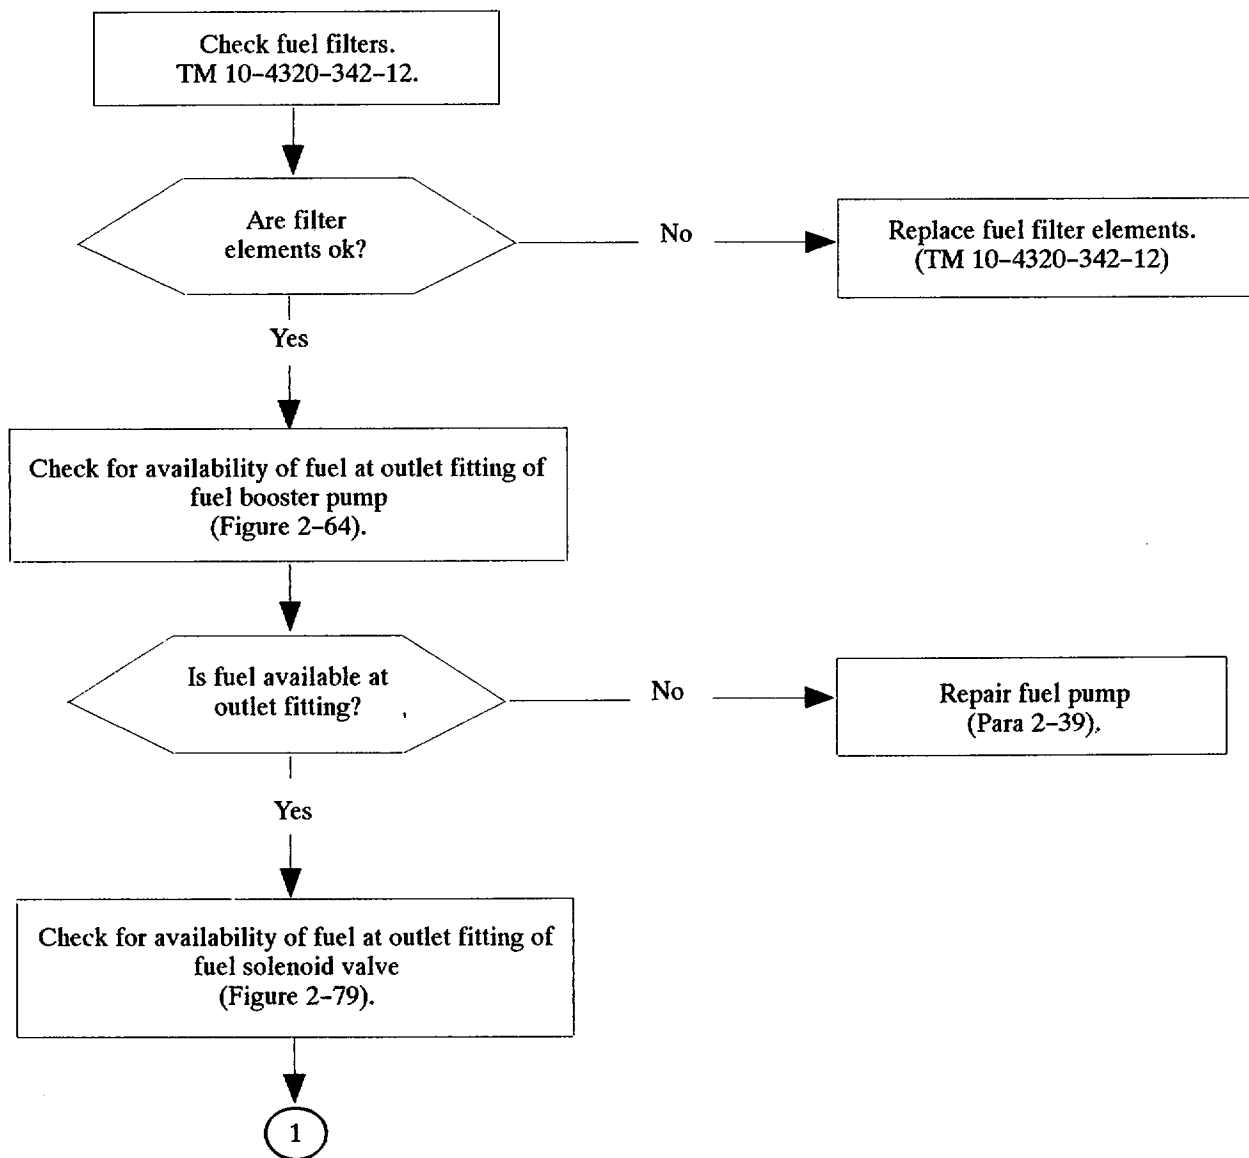 Check fuel filters.
TM 10-4320-342-12.
Are filter
elements ok?
No
Replace fuel filter elements.
(TM 10-4320-342-12)
Yes
Check for availability of fuel at outlet fitting of
fuel booster pump
(Figure 2-64).
Is fuel available at
outlet fitting?
No
Repair fuel pump
(Para 2-39).
Yes
Check for availability of fuel at outlet fitting of
fuel solenoid valve
(Figure 2-79).
1